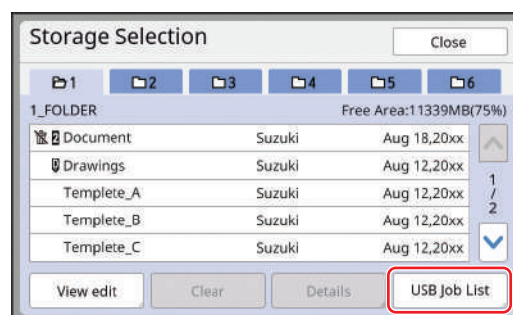 Storage Selection
Close
1 2 3 4 5 6
1_FOLDER Free Area:11339MB(75%)
2 Document Suzuki Aug 18,20xx
Drawings Suzuki Aug 12,20xx
Templete_A Suzuki Aug 12,20xx
Templete_B Suzuki Aug 12,20xx
Templete_C Suzuki Aug 12,20xx
1
/
2
View edit Clear Details USB Job List